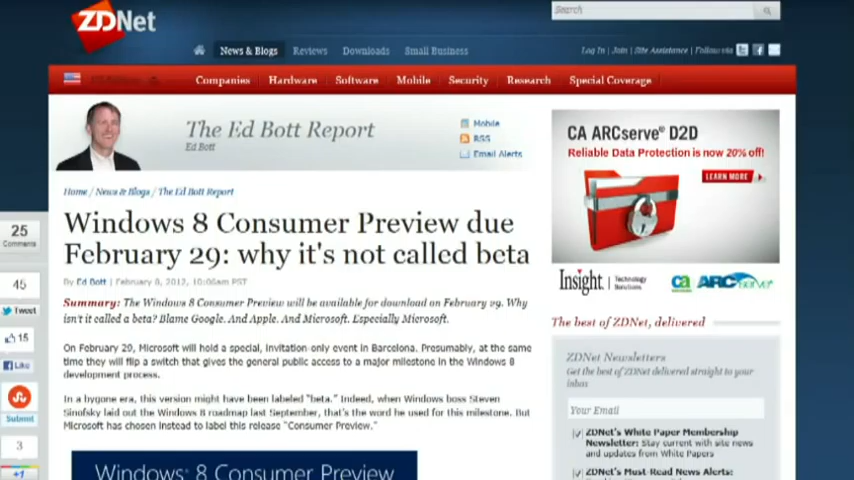 ZDNet
Search
News & Blogs Reviews Downloads Small Business
Log In | Join | Site Assistance | Follow via
Companies Hardware Software Mobile Security Research Special Coverage
The Ed Bott Report
Ed Bott
Mobile
RSS
Email Alerts
CA ARCserve® D2D
Reliable Data Protection is now 20% off!
LEARN MORE
Home / News & Blogs / The Ed Bott Report
Windows 8 Consumer Preview due
February 29: why it's not called beta
By Ed Bott | February 8, 2012, 10:06am PST
Summary: The Windows 8 Consumer Preview will be available for download on February 29. Why
isn't it called a beta? Blame Google. And Apple. And Microsoft. Especially Microsoft.
On February 29, Microsoft will hold a special, invitation-only event in Barcelona. Presumably, at the same
time they will flip a switch that gives the general public access to a major milestone in the Windows 8
development process.
In a bygone era, this version might have been labeled "beta." Indeed, when Windows boss Steven
Sinofsky laid out the Windows 8 roadmap last September, that's the word he used for this milestone. But
Microsoft has chosen instead to label this release "Consumer Preview."
Windows® 8 Consumer Preview
25
Comments
45
Tweet
15
Like
Submit
3
+1
Insight Technology Solutions
ca ARCserve
The best of ZDNet, delivered
ZDNet Newsletters
Get the best of ZDNet delivered straight to your
inbox
Your Email
ZDNet's White Paper Membership
Newsletter: Stay current with site news
and updates from White Papers
ZDNet's Must-Read News Alerts: